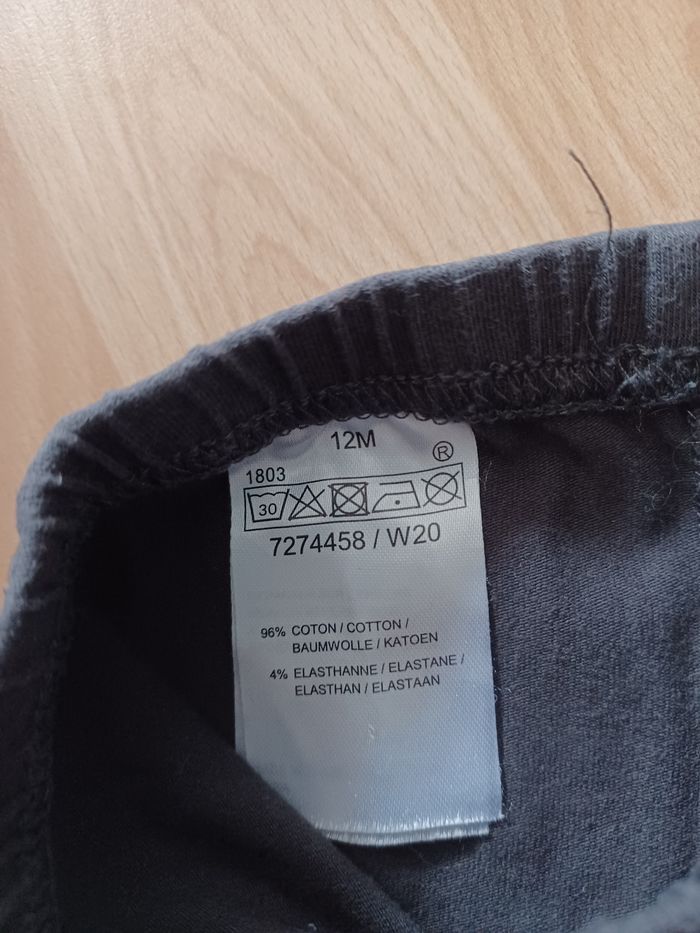 12M
1803 ®
30
7274458 / W20
96% COTON / COTTON /
BAUMWOLLE / KATOEN
4% ELASTHANNE / ELASTANE /
ELASTHAN / ELASTAAN